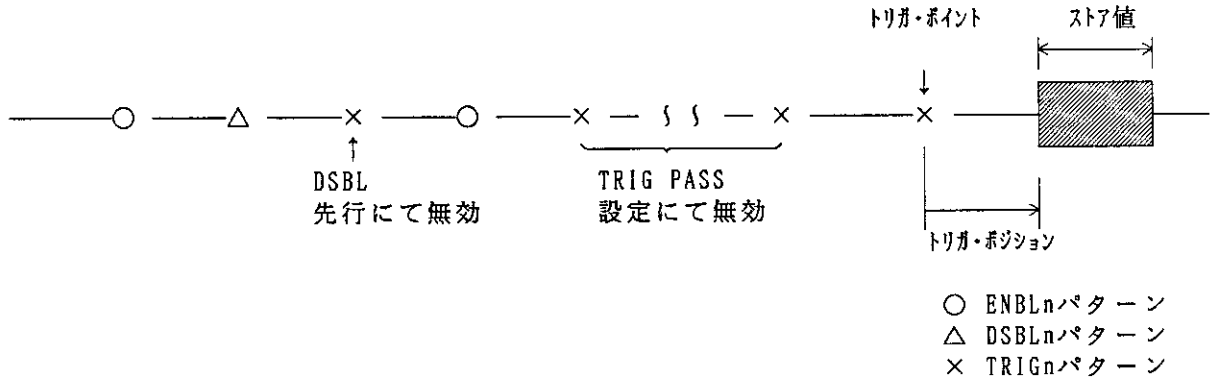 トリガ・ポイント
ストア値
DSBL
先行にて無効
TRIG PASS
設定にて無効
トリガ・ポジション
○ ENBLnパターン
△ DSBLnパターン
× TRIGnパターン